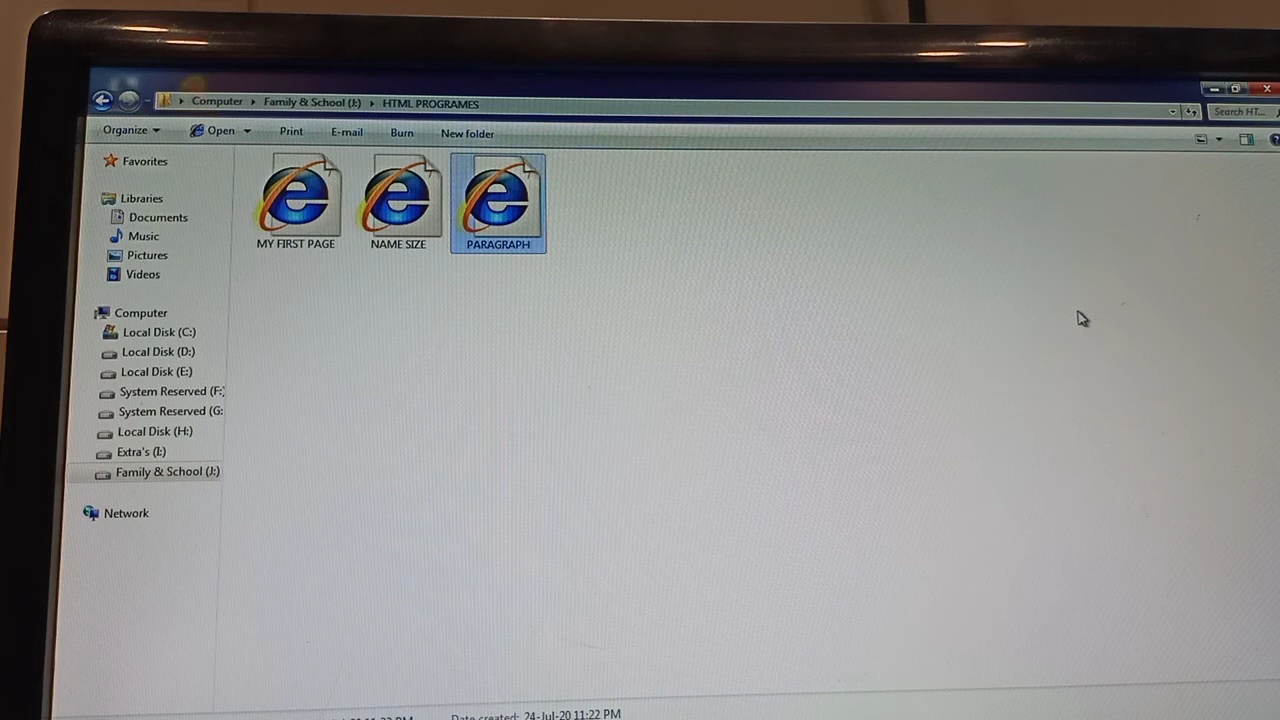 Computer Family & School (J:) HTML PROGRAMES
Search HT...
Organize Open Print E-mail Burn New folder
Favorites
Libraries
Documents
Music
Pictures
Videos
Computer
Local Disk (C:)
Local Disk (D:)
Local Disk (E:)
System Reserved (F:
System Reserved (G:
Local Disk (H:)
Extra's (I:)
Family & School (J:)
Network
MY FIRST PAGE
NAME SIZE
PARAGRAPH
Date created: 24-Jul-20 11:22 PM